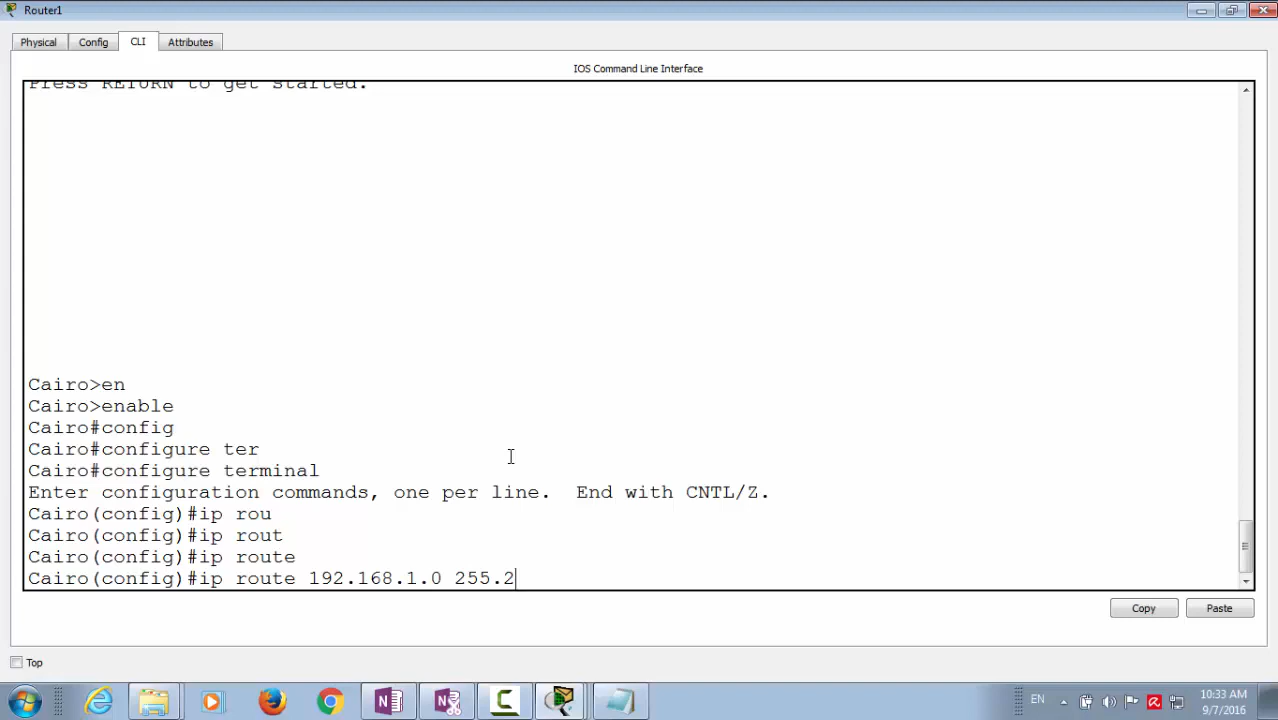 Router1
Physical Config CLI Attributes
IOS Command Line Interface
Press RETURN to get started.
Cairo>en
Cairo>enable
Cairo#config
Cairo#configure ter
Cairo#configure terminal
Enter configuration commands, one per line.  End with CNTL/Z.
Cairo(config)#ip rou
Cairo(config)#ip rout
Cairo(config)#ip route
Cairo(config)#ip route 192.168.1.0 255.2
Copy Paste
Top
EN 10:33 AM
9/7/2016